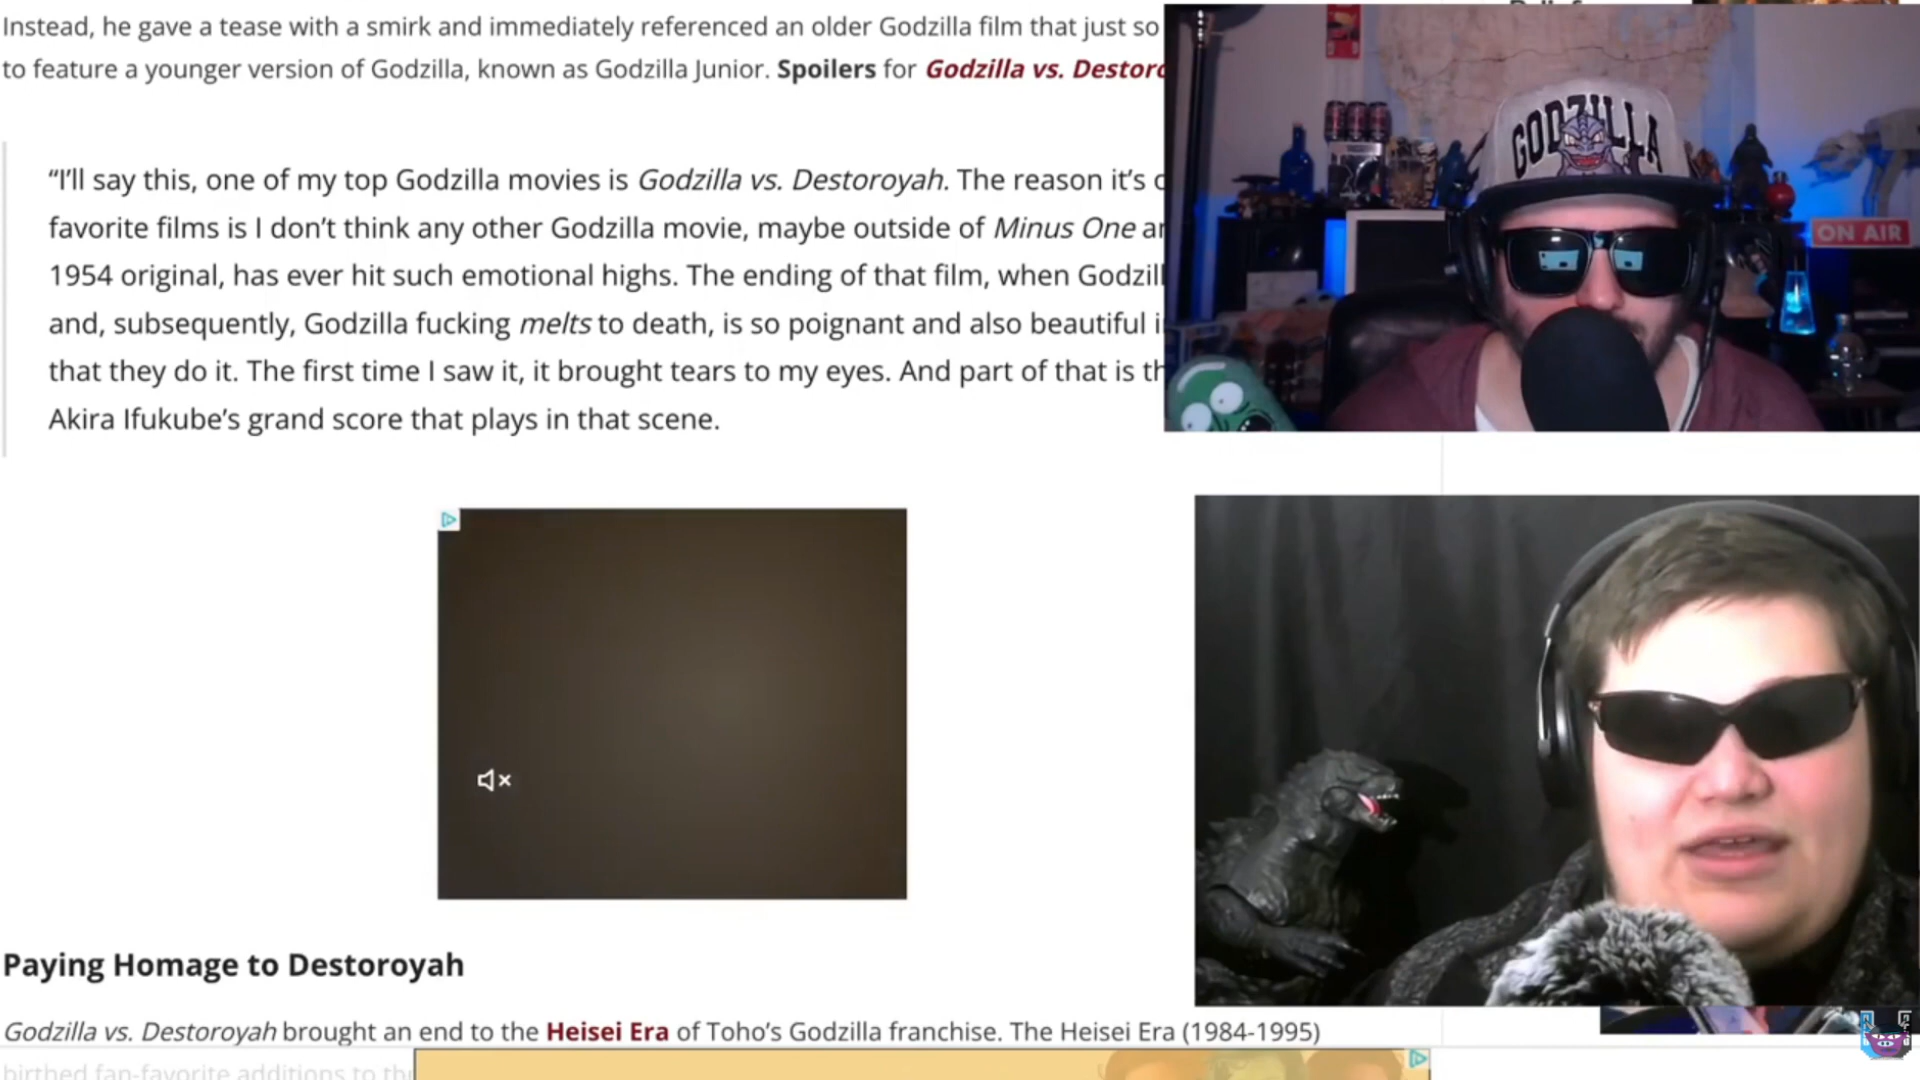 Instead, he gave a tease with a smirk and immediately referenced an older Godzilla film that just so
to feature a younger version of Godzilla, known as Godzilla Junior. Spoilers for Godzilla vs. Destoro
“I’ll say this, one of my top Godzilla movies is Godzilla vs. Destoroyah. The reason it’s
favorite films is I don’t think any other Godzilla movie, maybe outside of Minus One
1954 original, has ever hit such emotional highs. The ending of that film, when Godzill
and, subsequently, Godzilla fucking melts to death, is so poignant and also beautiful
that they do it. The first time I saw it, it brought tears to my eyes. And part of that is
Akira Ifukube’s grand score that plays in that scene.
GODZILLA
ON AIR
Paying Homage to Destoroyah
Godzilla vs. Destoroyah brought an end to the Heisei Era of Toho’s Godzilla franchise. The Heisei Era (1984-1995)
birthed fan-favorite additions to